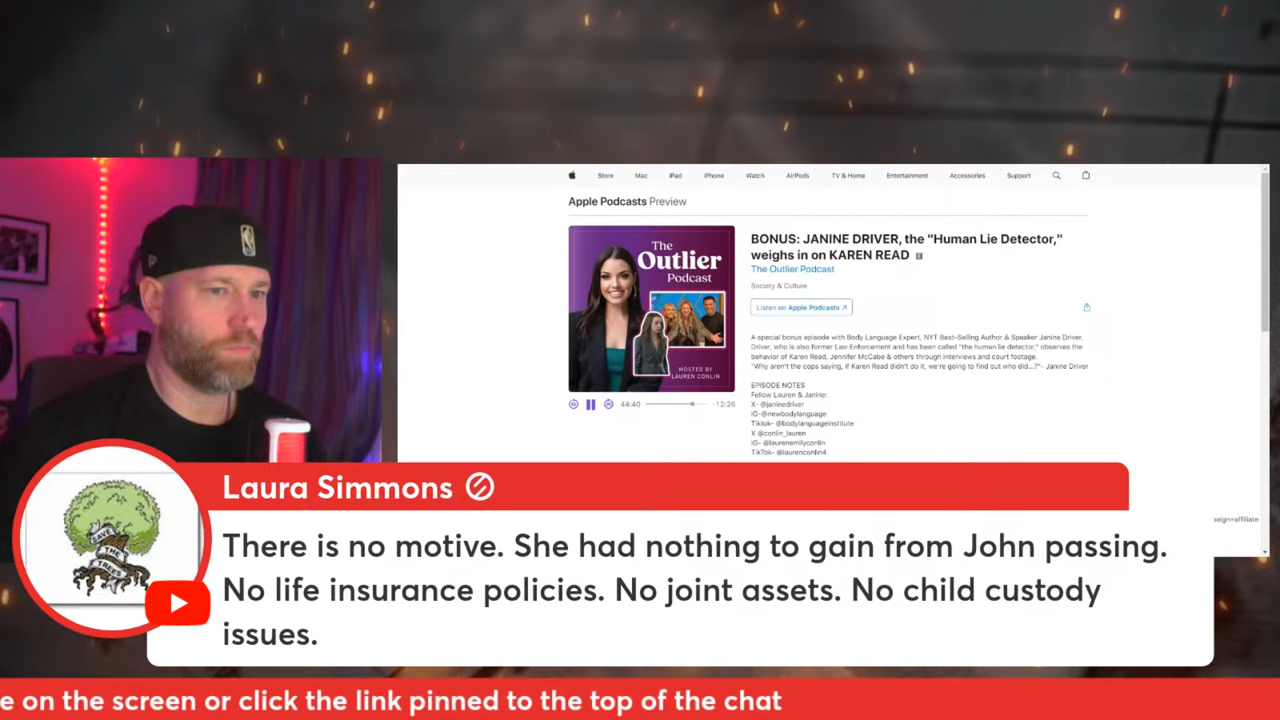 Store Mac iPad iPhone Watch AirPods TV & Home Entertainment Accessories Support
Apple Podcasts Preview
The
Outlier
Podcast
HOSTED BY
LAUREN CONLIN
BONUS: JANINE DRIVER, the "Human Lie Detector,"
weighs in on KAREN READ E
The Outlier Podcast
Society & Culture
Listen on Apple Podcasts ↗
44:40 -12:26
A special bonus episode with Body Language Expert, NYT Best-Selling Author & Speaker Janine Driver.
Driver, who is also former Law Enforcement and has been called "the human lie detector," observes the
behavior of Karen Read, Jennifer McCabe & others through interviews and court footage.
"Why aren't the cops saying, if Karen Read didn't do it, we're going to find out who did...?"- Janine Driver
EPISODE NOTES
Follow Lauren & Janine:
X- @janinedriver
IG-@newbodylanguage
Tiktok- @bodylanguageinstitute
X @conlin_lauren
IG- @laurenemilyconlin
TikTok- @laurenconlin4
paign=affiliate
SAVE
THE
TREES
Laura Simmons
There is no motive. She had nothing to gain from John passing.
No life insurance policies. No joint assets. No child custody
issues.
e on the screen or click the link pinned to the top of the chat